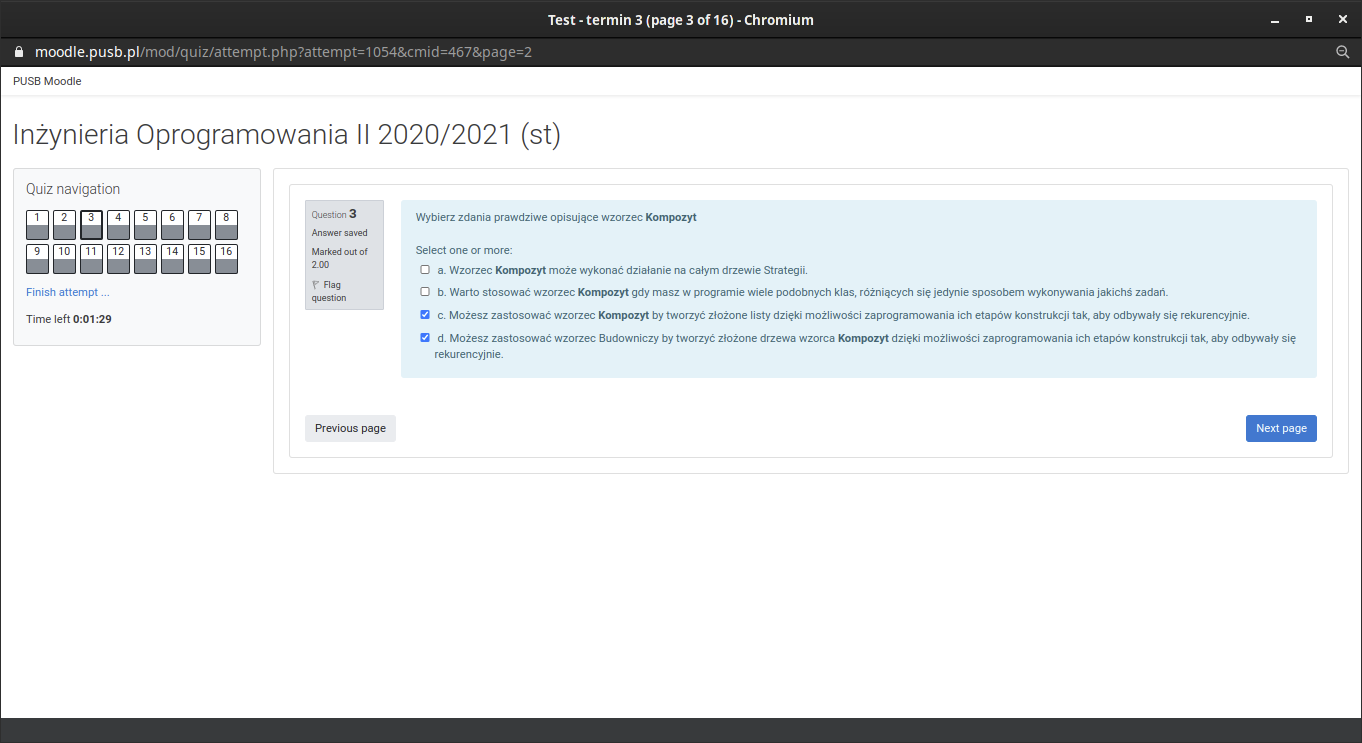 Test - termin 3 (page 3 of 16) - Chromium
moodle.pusb.pl/mod/quiz/attempt.php?attempt=1054&cmid=467&page=2
PUSB Moodle
Inżynieria Oprogramowania II 2020/2021 (st)
Quiz navigation
1 2 3 4 5 6 7 8
9 10 11 12 13 14 15 16
Finish attempt ...
Time left 0:01:29
Question 3
Answer saved
Marked out of
2.00
Flag
question
Wybierz zdania prawdziwe opisujące wzorzec Kompozyt
Select one or more:
a. Wzorzec Kompozyt może wykonać działanie na całym drzewie Strategii.
b. Warto stosować wzorzec Kompozyt gdy masz w programie wiele podobnych klas, różniących się jedynie sposobem wykonywania jakichś zadań.
c. Możesz zastosować wzorzec Kompozyt by tworzyć złożone listy dzięki możliwości zaprogramowania ich etapów konstrukcji tak, aby odbywały się rekurencyjnie.
d. Możesz zastosować wzorzec Budowniczy by tworzyć złożone drzewa wzorca Kompozyt dzięki możliwości zaprogramowania ich etapów konstrukcji tak, aby odbywały się
rekurencyjnie.
Previous page
Next page